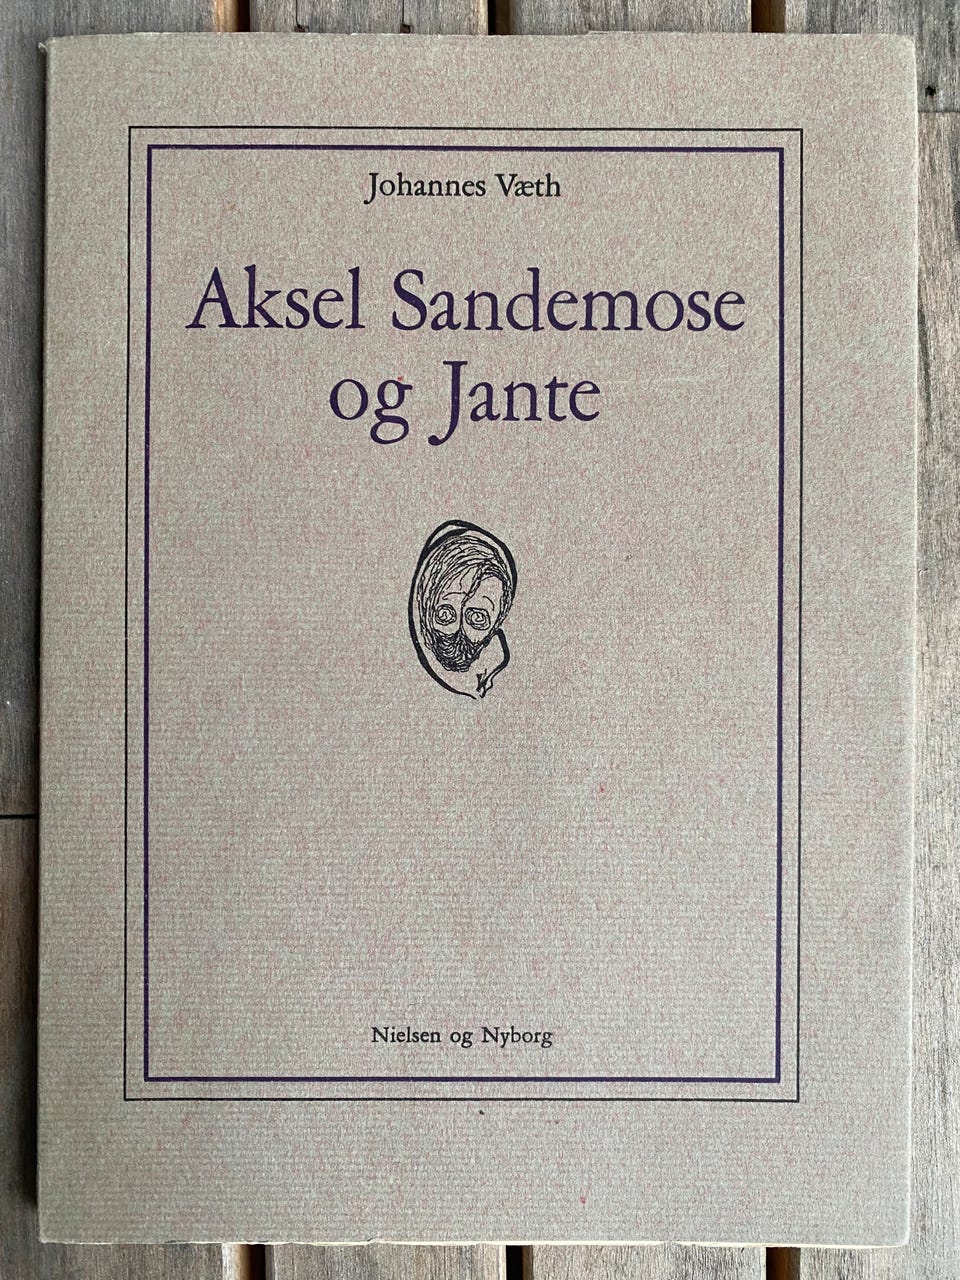 Johannes Væth
Aksel Sandemose
og Jante
Nielsen og Nyborg